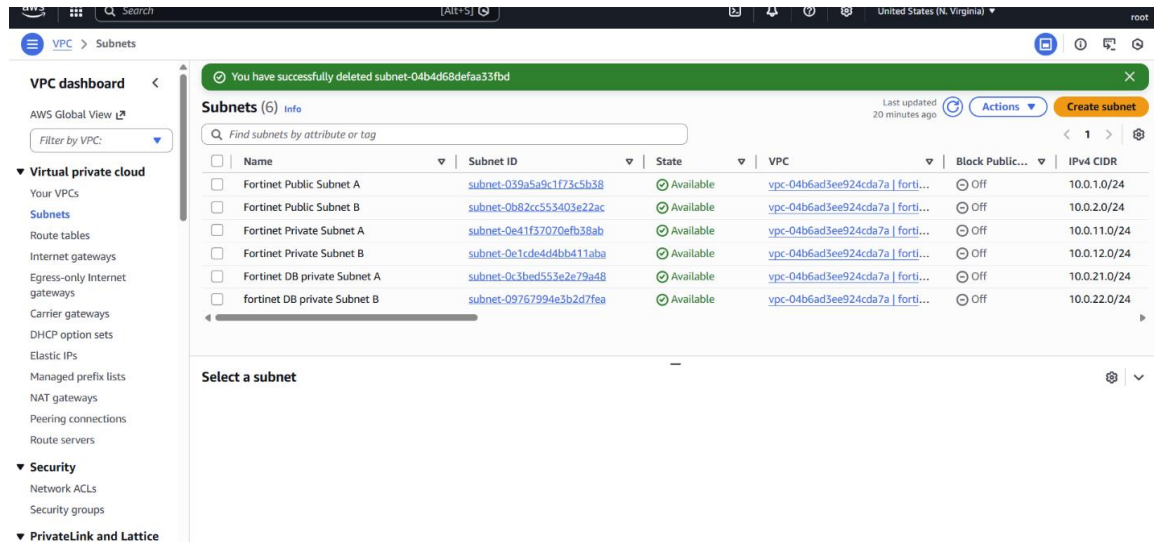 aws Search [Alt+S] United States (N. Virginia) root
VPC > Subnets
VPC dashboard
AWS Global View
Filter by VPC:
Virtual private cloud
Your VPCs
Subnets
Route tables
Internet gateways
Egress-only Internet
gateways
Carrier gateways
DHCP option sets
Elastic IPs
Managed prefix lists
NAT gateways
Peering connections
Route servers
Security
Network ACLs
Security groups
PrivateLink and Lattice
You have successfully deleted subnet-04b4d68defaa33fbd
Subnets (6) Info
Last updated
20 minutes ago
Actions
Create subnet
Find subnets by attribute or tag
1
Name Subnet ID State VPC Block Public... IPv4 CIDR
Fortinet Public Subnet A subnet-039a5a9c1f73c5b38 Available vpc-04b6ad3ee924cda7a | forti... Off 10.0.1.0/24
Fortinet Public Subnet B subnet-0b82cc553403e22ac Available vpc-04b6ad3ee924cda7a | forti... Off 10.0.2.0/24
Fortinet Private Subnet A subnet-0e41f37070efb38ab Available vpc-04b6ad3ee924cda7a | forti... Off 10.0.11.0/24
Fortinet Private Subnet B subnet-0e1cde4d4bb411aba Available vpc-04b6ad3ee924cda7a | forti... Off 10.0.12.0/24
Fortinet DB private Subnet A subnet-0c3bed553e2e79a48 Available vpc-04b6ad3ee924cda7a | forti... Off 10.0.21.0/24
fortinet DB private Subnet B subnet-09767994e3b2d7fea Available vpc-04b6ad3ee924cda7a | forti... Off 10.0.22.0/24
Select a subnet